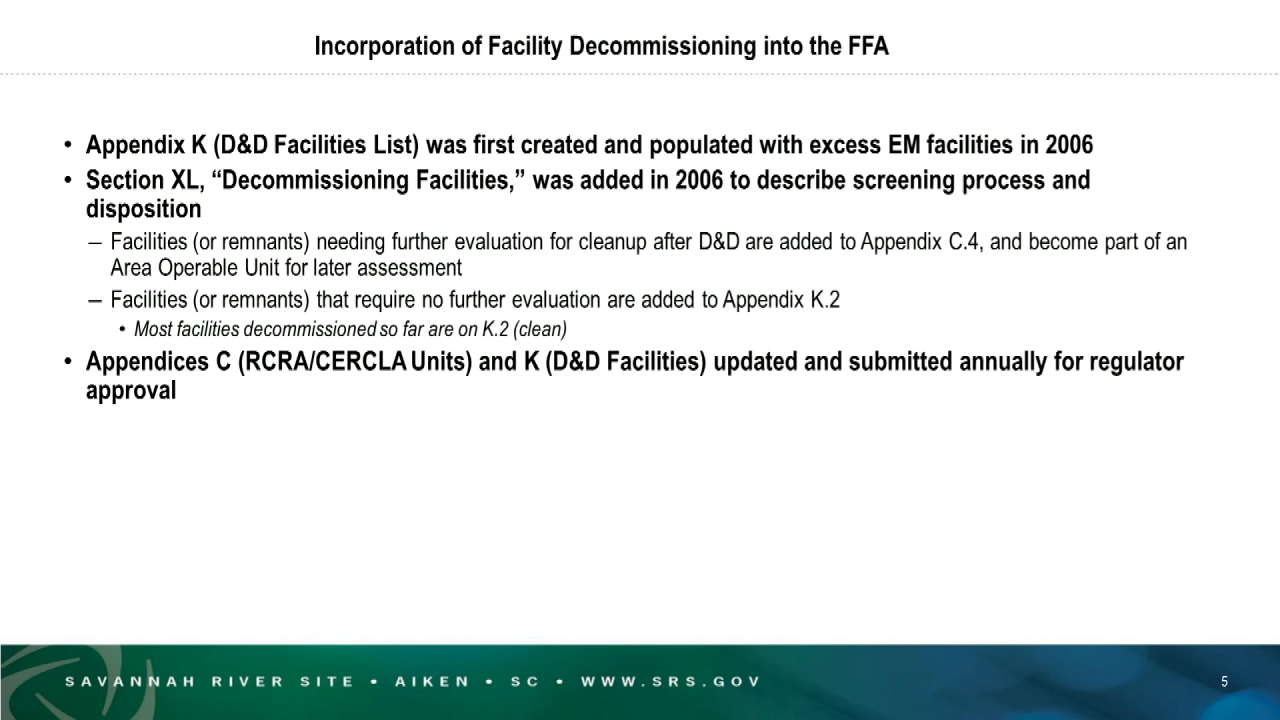 Incorporation of Facility Decommissioning into the FFA
• Appendix K (D&D Facilities List) was first created and populated with excess EM facilities in 2006
• Section XL, “Decommissioning Facilities,” was added in 2006 to describe screening process and
disposition
– Facilities (or remnants) needing further evaluation for cleanup after D&D are added to Appendix C.4, and become part of an
Area Operable Unit for later assessment
– Facilities (or remnants) that require no further evaluation are added to Appendix K.2
• Most facilities decommissioned so far are on K.2 (clean)
• Appendices C (RCRA/CERCLA Units) and K (D&D Facilities) updated and submitted annually for regulator
approval
SAVANNAH RIVER SITE • AIKEN • SC • WWW.SRS.GOV
5